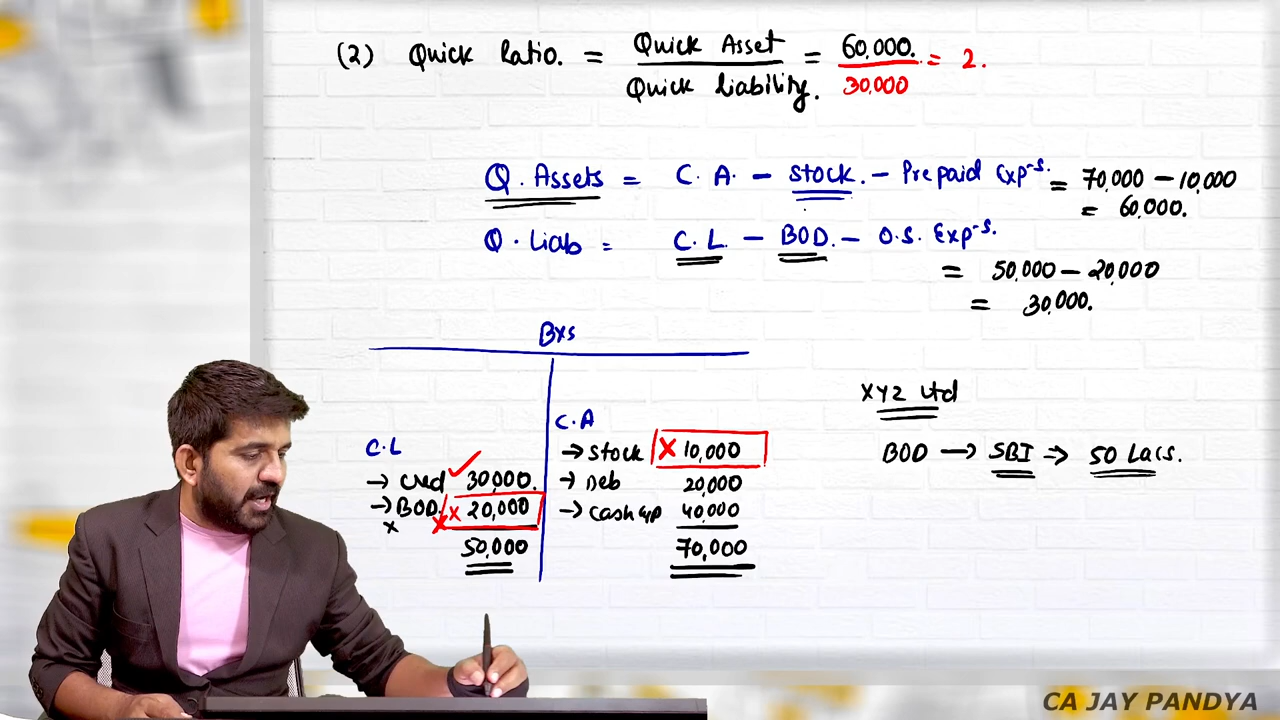 (2) Quick Ratio. = Quick Asset / Quick liability. = 60,000. / 30,000 = 2.
Q. Assets = C. A. - Stock. - Prepaid Exp-s. = 70,000 - 10,000
= 60,000.
Q. Liab = C. L. - BOD. - O.S. Exp-s.
= 50,000 - 20,000
= 30,000.
Bxs
C.L
→ Cred ✓ 30,000.
→ BOD. x 20,000
x
50,000
C.A
→ Stock x 10,000
→ Deb 20,000
→ Cash 40,000
70,000
XYZ Ltd
BOD → SBI ⇒ 50 Lacs.
CA JAY PANDYA